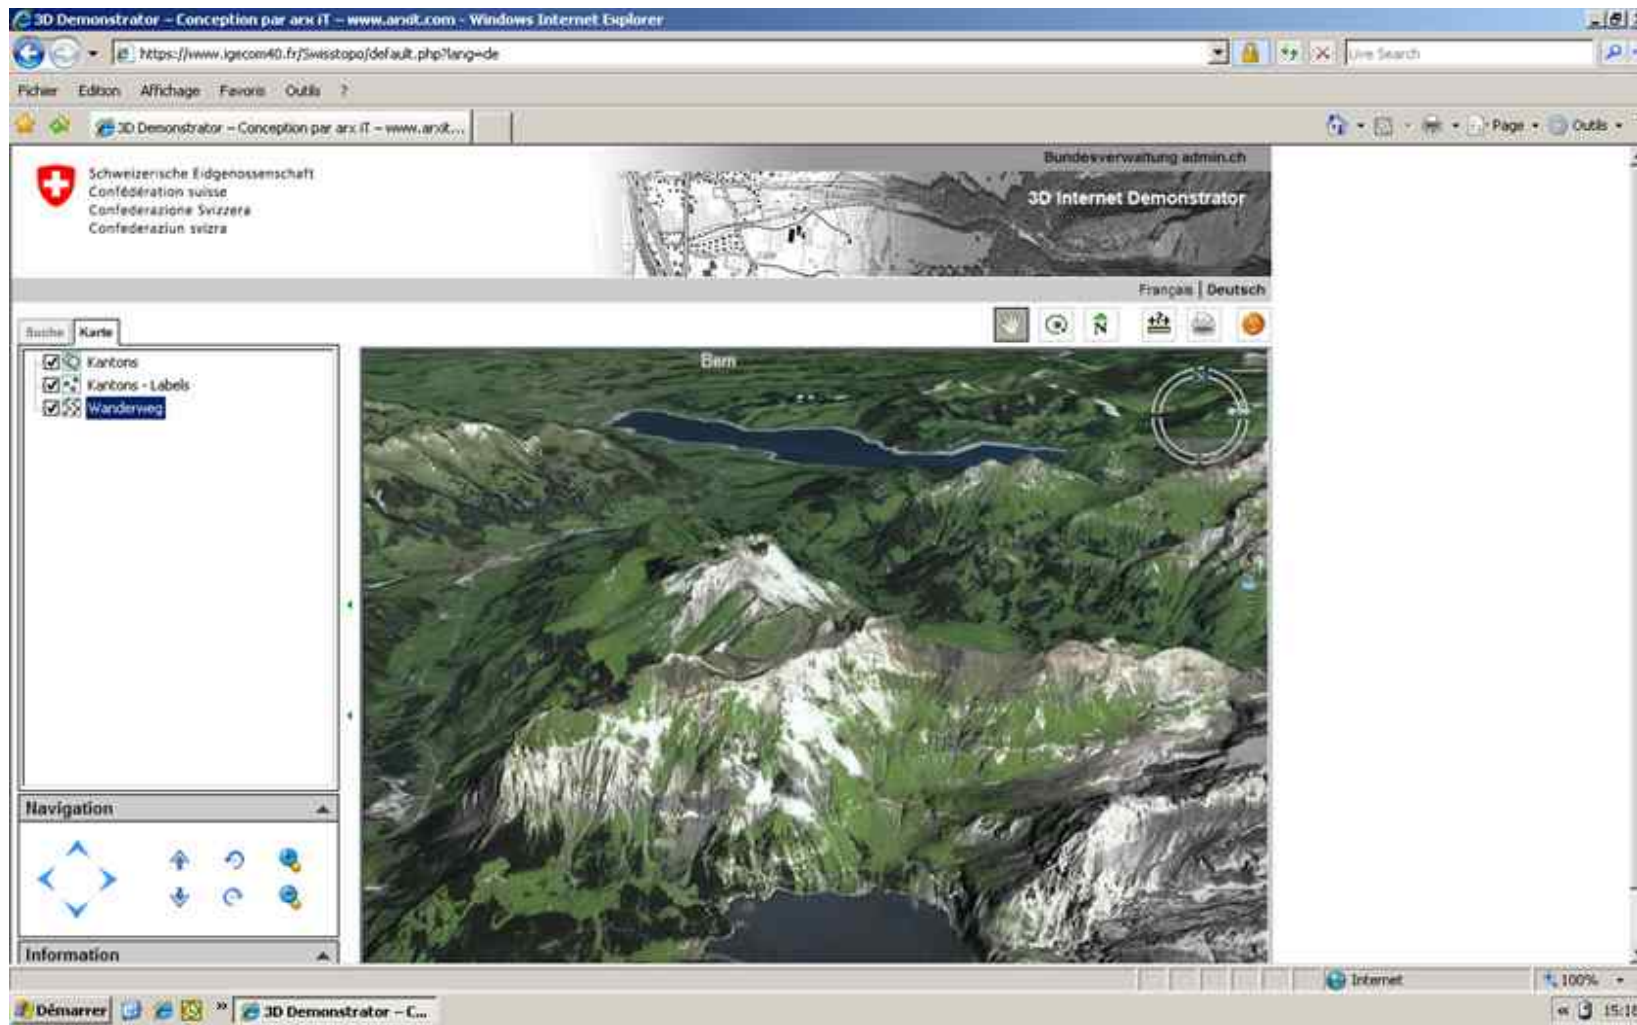 3D Demonstrator – Conception par arx iT – www.arxit.com - Windows Internet Explorer
https://www.igecom40.fr/Swisstopo/default.php?lang=de
Live Search
Fichier Edition Affichage Favoris Outils ?
3D Demonstrator – Conception par arx iT – www.arxit....
Page Outils
Bundesverwaltung admin.ch
Schweizerische Eidgenossenschaft
Confédération suisse
Confederazione Svizzera
Confederaziun svizra
3D Internet Demonstrator
Français | Deutsch
Suche Karte
N
Kantons
Kantons - Labels
Wanderweg
Bern
Navigation
Information
Internet 100%
Démarrer
3D Demonstrator – C...